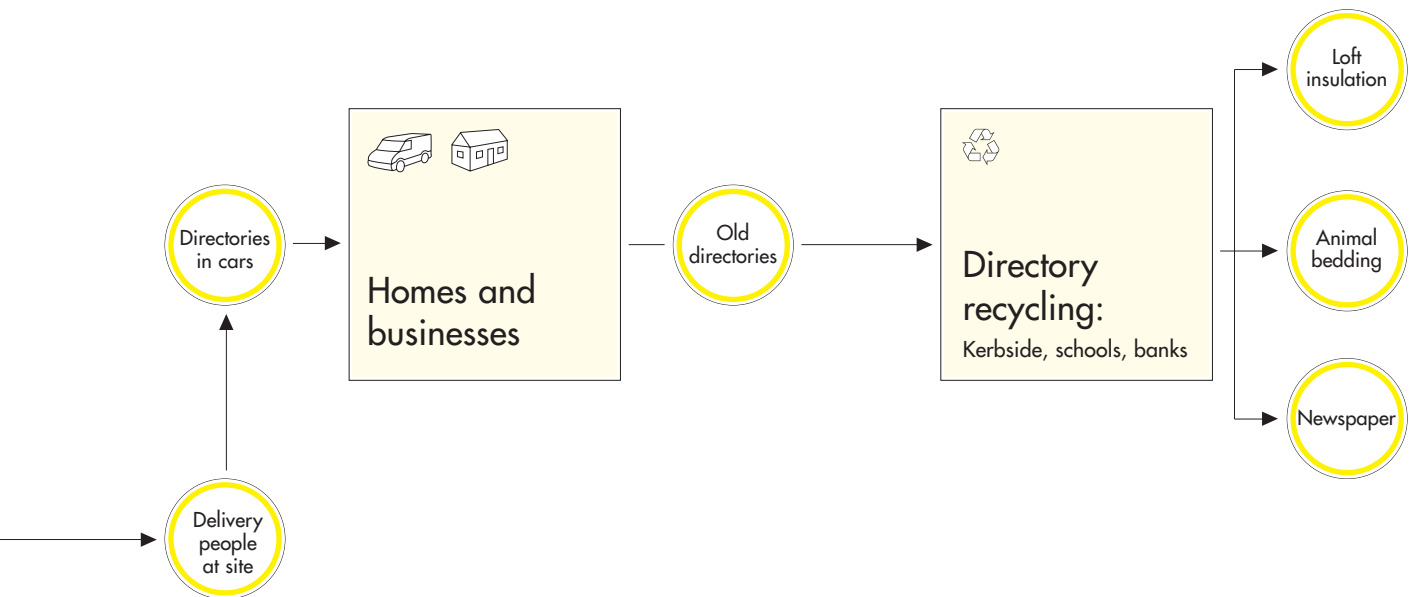 Directories
in cars
Delivery
people
at site
Homes and
businesses
Old
directories
Directory
recycling:
Kerbside, schools, banks
Loft
insulation
Animal
bedding
Newspaper